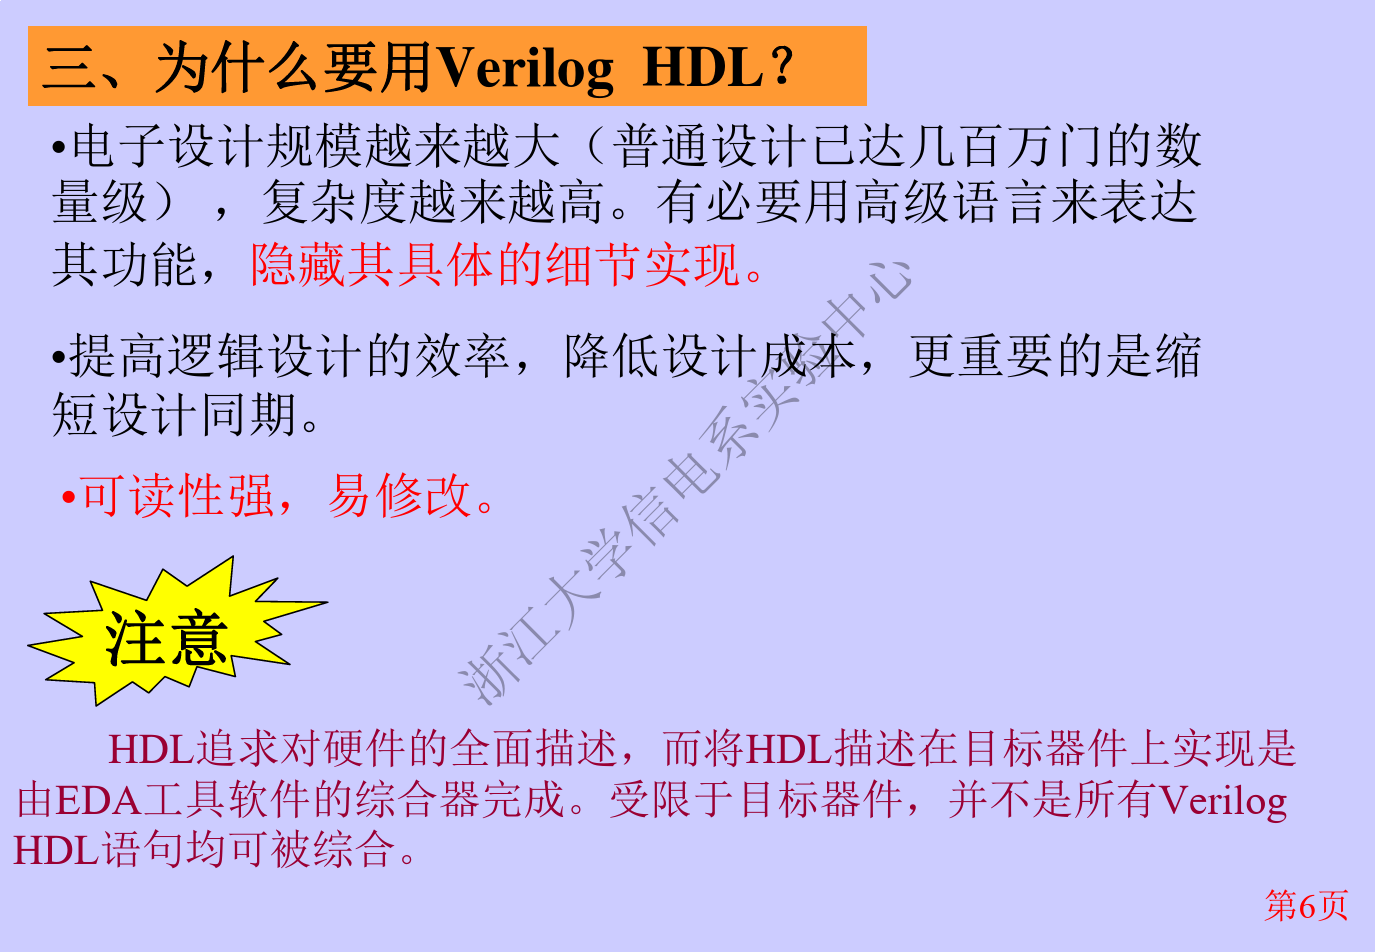 三、为什么要用Verilog HDL？
•电子设计规模越来越大（普通设计已达几百万门的数
量级），复杂度越来越高。有必要用高级语言来表达
其功能，隐藏其具体的细节实现。
•提高逻辑设计的效率，降低设计成本，更重要的是缩
短设计同期。
•可读性强，易修改。
浙江大学信电系实验中心
注意
HDL追求对硬件的全面描述，而将HDL描述在目标器件上实现是
由EDA工具软件的综合器完成。受限于目标器件，并不是所有Verilog
HDL语句均可被综合。
第6页